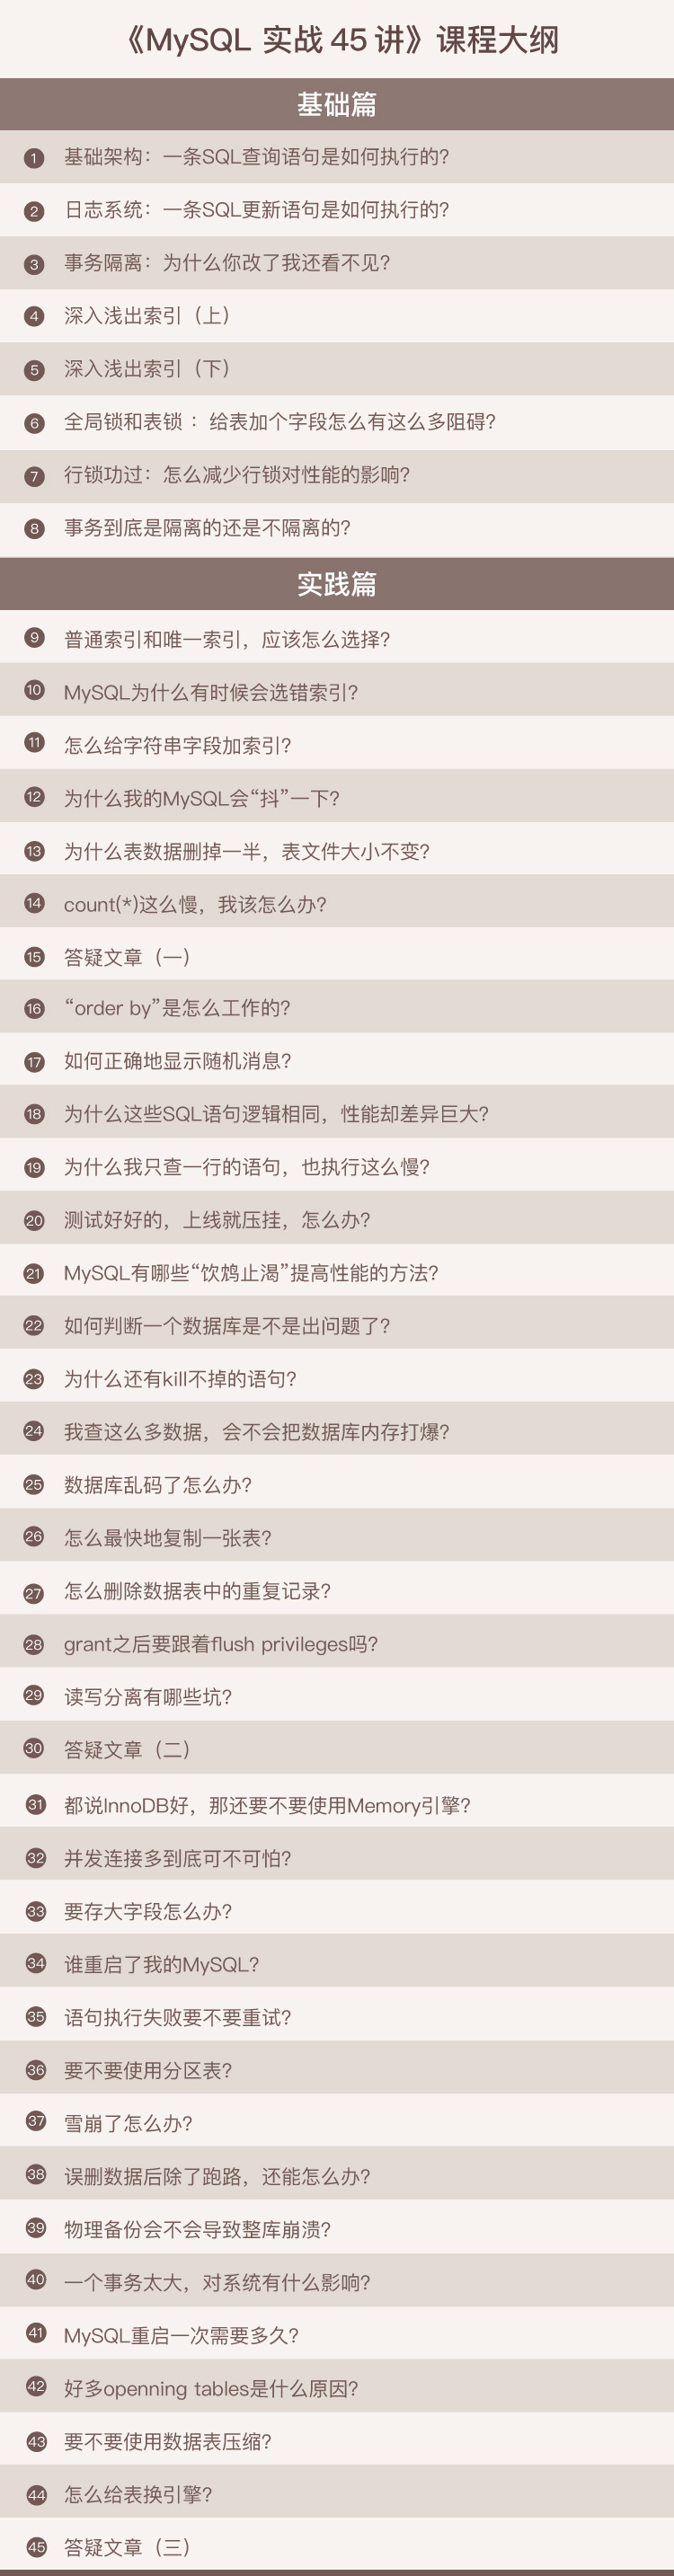 《MySQL 实战 45 讲》课程大纲
基础篇
1 基础架构：一条SQL查询语句是如何执行的？
2 日志系统：一条SQL更新语句是如何执行的？
3 事务隔离：为什么你改了我还看不见？
4 深入浅出索引（上）
5 深入浅出索引（下）
6 全局锁和表锁 ：给表加个字段怎么有这么多阻碍？
7 行锁功过：怎么减少行锁对性能的影响？
8 事务到底是隔离的还是不隔离的？
实践篇
9 普通索引和唯一索引，应该怎么选择？
10 MySQL为什么有时候会选错索引？
11 怎么给字符串字段加索引？
12 为什么我的MySQL会“抖”一下？
13 为什么表数据删掉一半，表文件大小不变？
14 count(*)这么慢，我该怎么办？
15 答疑文章（一）
16 “order by”是怎么工作的？
17 如何正确地显示随机消息？
18 为什么这些SQL语句逻辑相同，性能却差异巨大？
19 为什么我只查一行的语句，也执行这么慢？
20 测试好好的，上线就压挂，怎么办？
21 MySQL有哪些“饮鸩止渴”提高性能的方法？
22 如何判断一个数据库是不是出问题了？
23 为什么还有kill不掉的语句？
24 我查这么多数据，会不会把数据库内存打爆？
25 数据库乱码了怎么办？
26 怎么最快地复制一张表？
27 怎么删除数据表中的重复记录？
28 grant之后要跟着flush privileges吗？
29 读写分离有哪些坑？
30 答疑文章（二）
31 都说InnoDB好，那还要不要使用Memory引擎？
32 并发连接多到底可不可怕？
33 要存大字段怎么办？
34 谁重启了我的MySQL？
35 语句执行失败要不要重试？
36 要不要使用分区表？
37 雪崩了怎么办？
38 误删数据后除了跑路，还能怎么办？
39 物理备份会不会导致整库崩溃？
40 一个事务太大，对系统有什么影响？
41 MySQL重启一次需要多久？
42 好多openning tables是什么原因？
43 要不要使用数据表压缩？
44 怎么给表换引擎？
45 答疑文章（三）